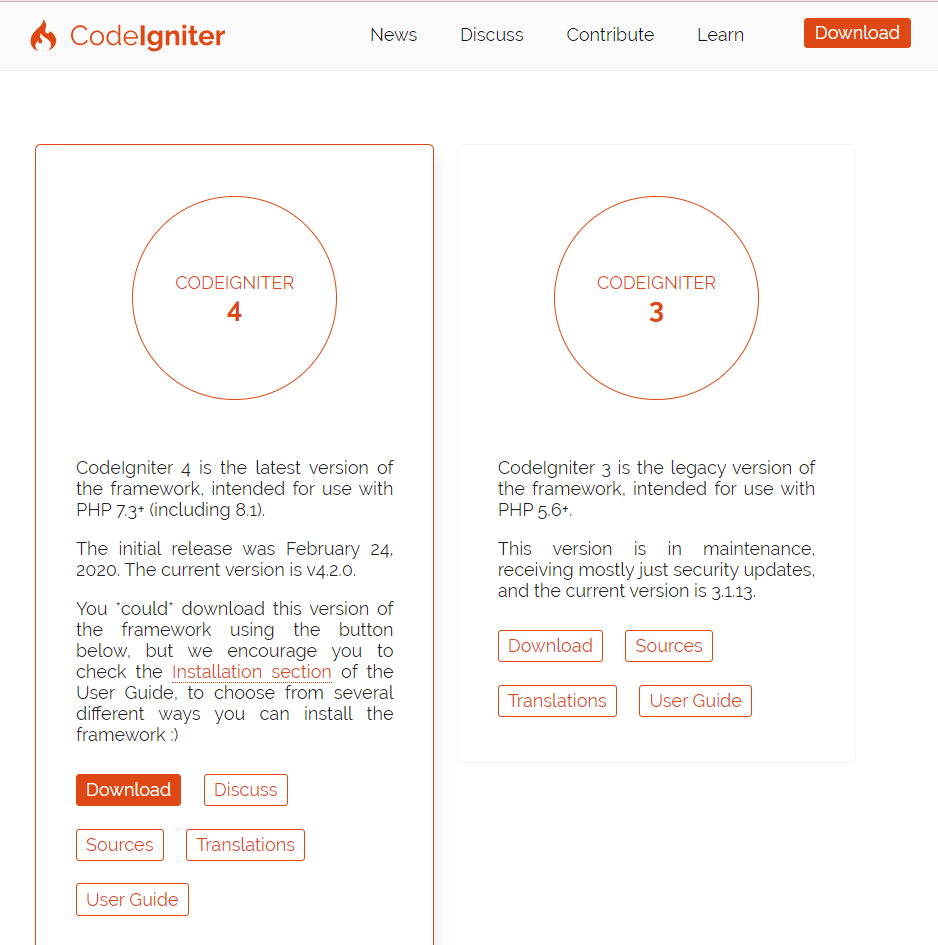 CodeIgniter
News
Discuss
Contribute
Learn
Download
CODEIGNITER
4
CodeIgniter 4 is the latest version of
the framework, intended for use with
PHP 7.3+ (including 8.1).
The initial release was February 24,
2020. The current version is v4.2.0.
You *could* download this version of
the framework using the button
below, but we encourage you to
check the Installation section of the
User Guide, to choose from several
different ways you can install the
framework :)
Download
Discuss
Sources
Translations
User Guide
CODEIGNITER
3
CodeIgniter 3 is the legacy version of
the framework, intended for use with
PHP 5.6+.
This version is in maintenance,
receiving mostly just security updates,
and the current version is 3.1.13.
Download
Sources
Translations
User Guide